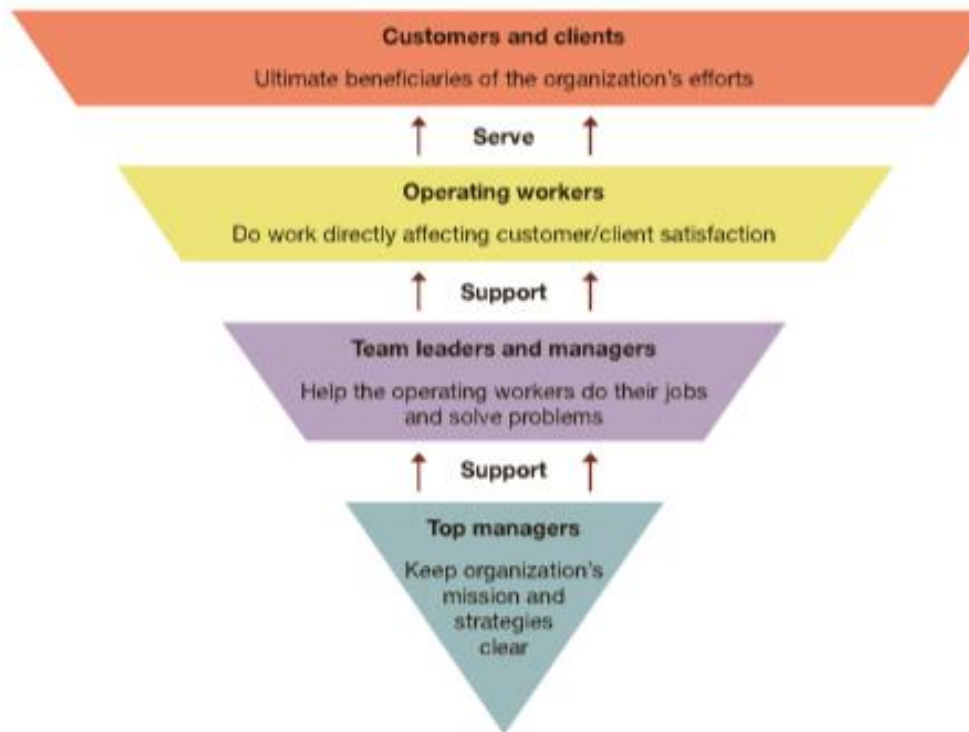 Customers and clients
Ultimate beneficiaries of the organization's efforts
Serve
Operating workers
Do work directly affecting customer/client satisfaction
Support
Team leaders and managers
Help the operating workers do their jobs
and solve problems
Support
Top managers
Keep organization's
mission and
strategies
clear